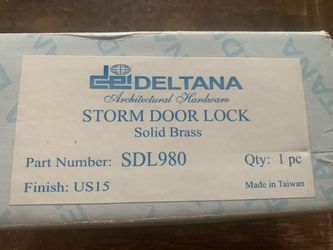 dei DELTANA
Architectural Hardware
STORM DOOR LOCK
Solid Brass
Part Number: SDL980 Qty: 1 pc
Finish: US15 Made in Taiwan